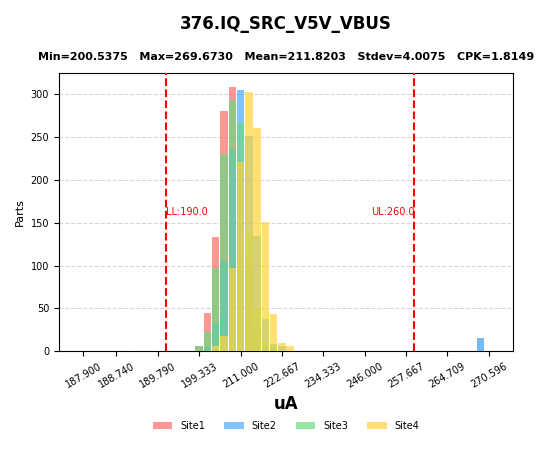 376.IQ_SRC_V5V_VBUS
Min=200.5375 Max=269.6730 Mean=211.8203 Stdev=4.0075 CPK=1.8149
300
250
200
150
100
50
0
Parts
LL:190.0
UL:260.0
187.900 188.740 189.790 199.333 211.000 222.667 234.333 246.000 257.667 264.709 270.596
uA
Site1 Site2 Site3 Site4